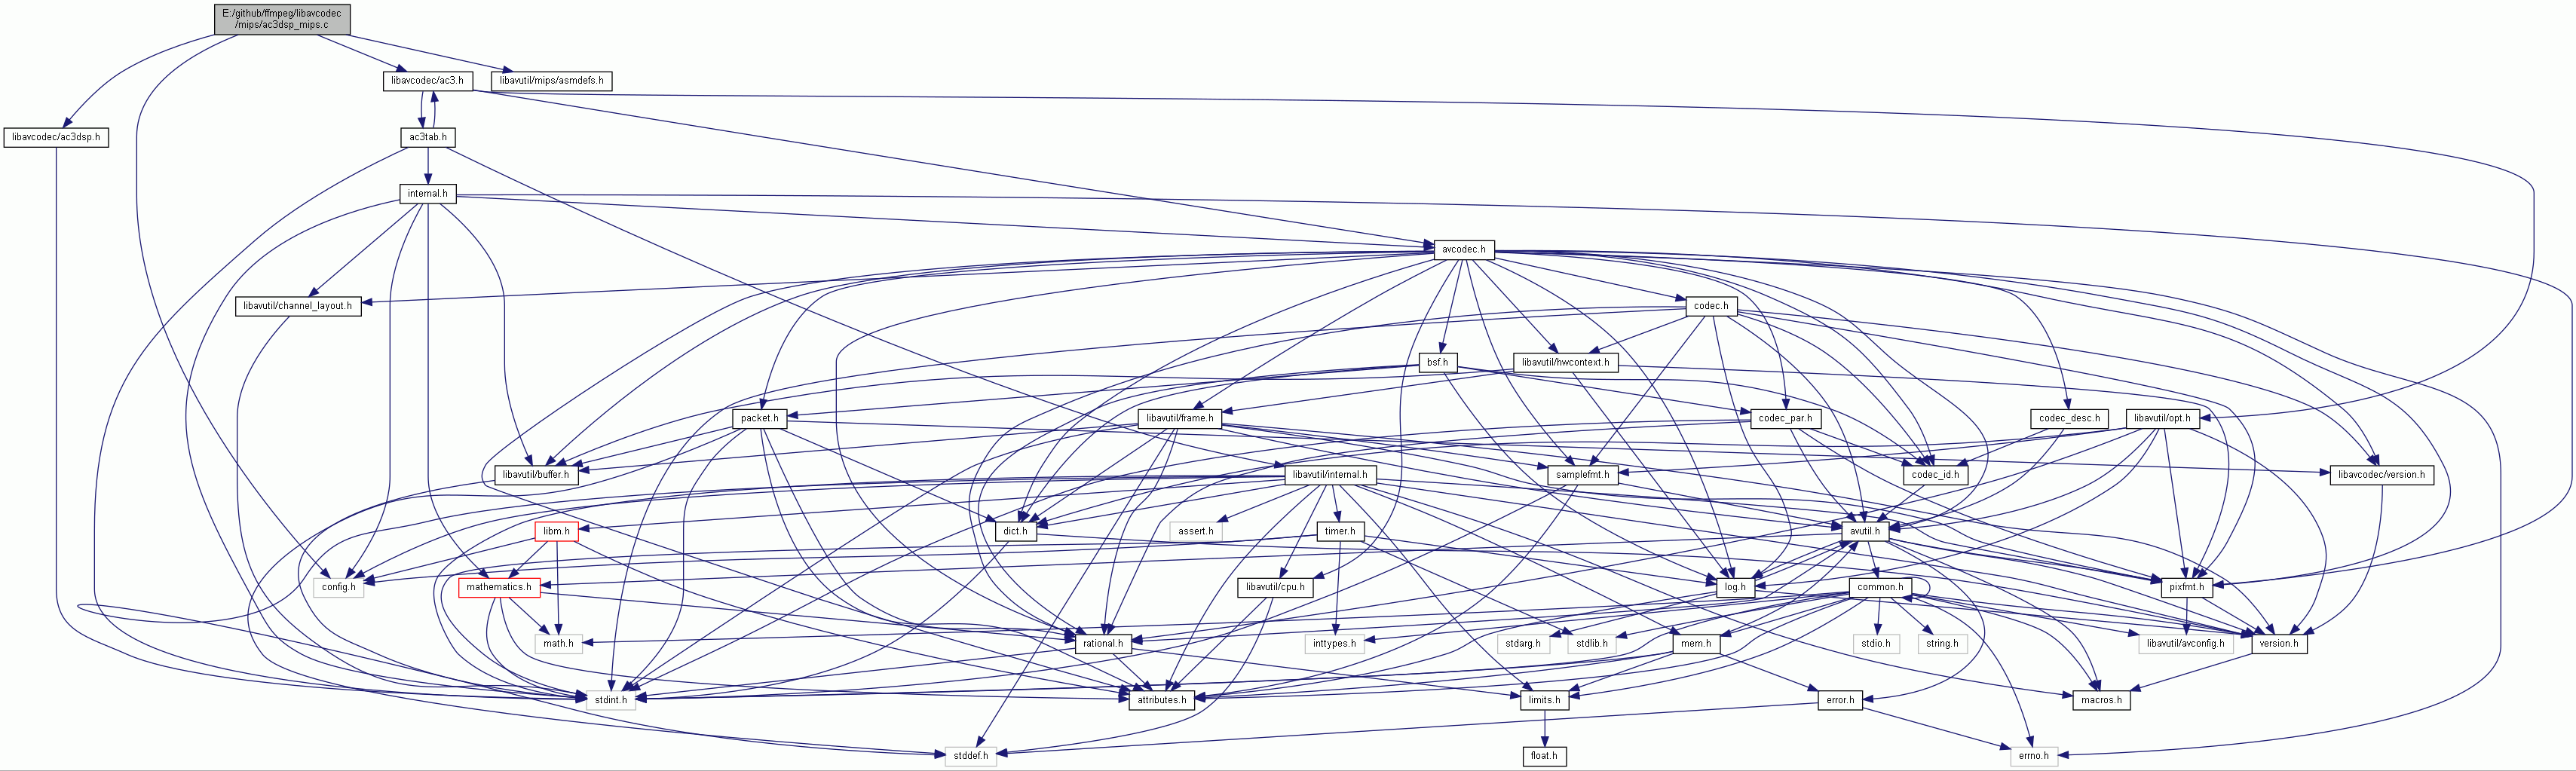 E:/github/ffmpeg/libavcodec
/mips/ac3dsp_mips.c
libavcodec/ac3.h
libavutil/mips/asmdefs.h
libavcodec/ac3dsp.h
ac3tab.h
internal.h
avcodec.h
libavutil/channel_layout.h
codec.h
bsf.h
libavutil/hwcontext.h
packet.h
libavutil/frame.h
codec_par.h
codec_desc.h
libavutil/opt.h
libavutil/buffer.h
libavutil/internal.h
samplefmt.h
codec_id.h
libavcodec/version.h
libm.h
dict.h
assert.h
timer.h
avutil.h
config.h
mathematics.h
libavutil/cpu.h
log.h
common.h
pixfmt.h
math.h
rational.h
inttypes.h
stdarg.h
stdlib.h
mem.h
stdio.h
string.h
libavutil/avconfig.h
version.h
stdint.h
attributes.h
limits.h
error.h
macros.h
stddef.h
float.h
errno.h